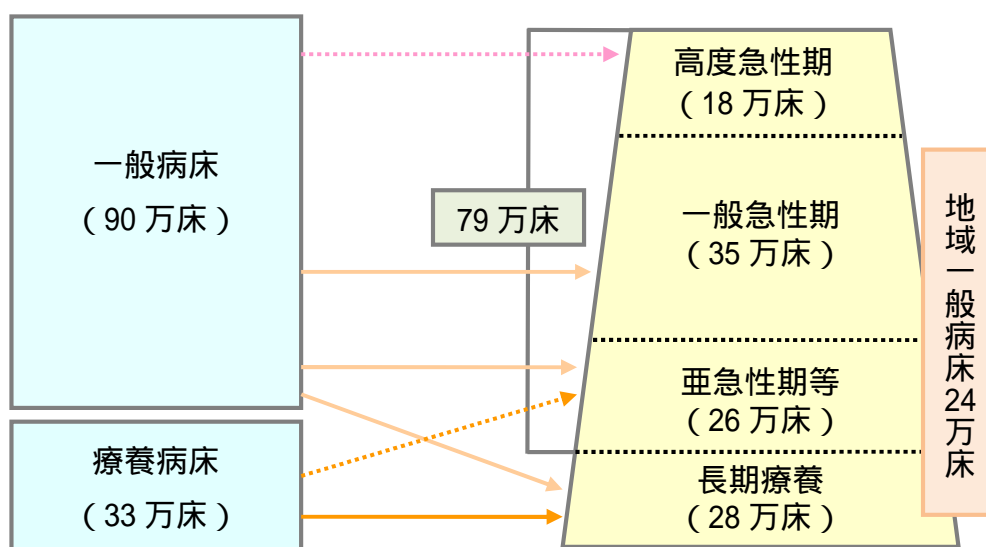 一般病床
（90 万床）
療養病床
（33 万床）
79 万床
高度急性期
（18 万床）
一般急性期
（35 万床）
亜急性期等
（26 万床）
長期療養
（28 万床）
地域一般病床24万床